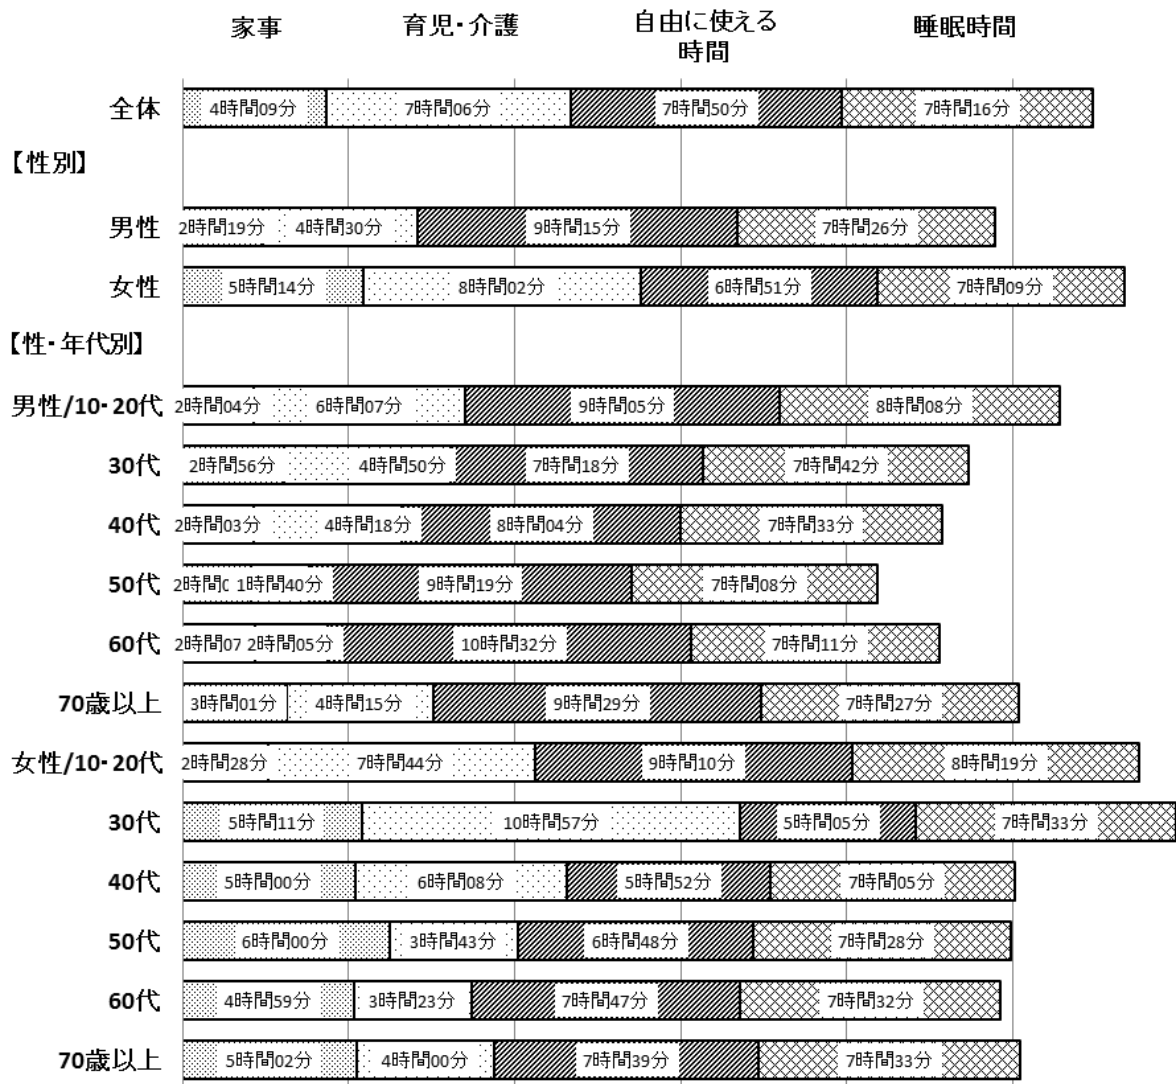 家事 育児・介護 自由に使える 睡眠時間
時間
全体 4時間09分 7時間06分 7時間50分 7時間16分
【性別】
男性 2時間19分 4時間30分 9時間15分 7時間26分
女性 5時間14分 8時間02分 6時間51分 7時間09分
【性・年代別】
男性/10・20代 2時間04分 6時間07分 9時間05分 8時間08分
30代 2時間56分 4時間50分 7時間18分 7時間42分
40代 2時間03分 4時間18分 8時間04分 7時間33分
50代 2時間0 1時間40分 9時間19分 7時間08分
60代 2時間07 2時間05分 10時間32分 7時間11分
70歳以上 3時間01分 4時間15分 9時間29分 7時間27分
女性/10・20代 2時間28分 7時間44分 9時間10分 8時間19分
30代 5時間11分 10時間57分 5時間05分 7時間33分
40代 5時間00分 6時間08分 5時間52分 7時間05分
50代 6時間00分 3時間43分 6時間48分 7時間28分
60代 4時間59分 3時間23分 7時間47分 7時間32分
70歳以上 5時間02分 4時間00分 7時間39分 7時間33分